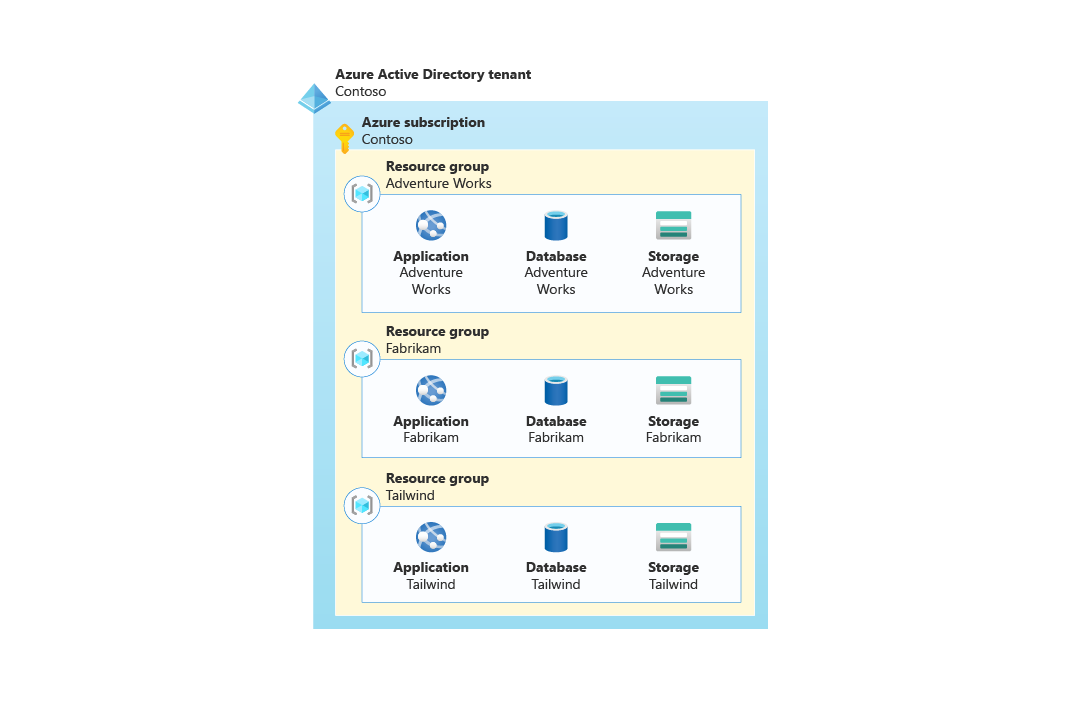 Azure Active Directory tenant
Contoso
Azure subscription
Contoso
Resource group
Adventure Works
Application
Adventure
Works
Database
Adventure
Works
Storage
Adventure
Works
Resource group
Fabrikam
Application
Fabrikam
Database
Fabrikam
Storage
Fabrikam
Resource group
Tailwind
Application
Tailwind
Database
Tailwind
Storage
Tailwind